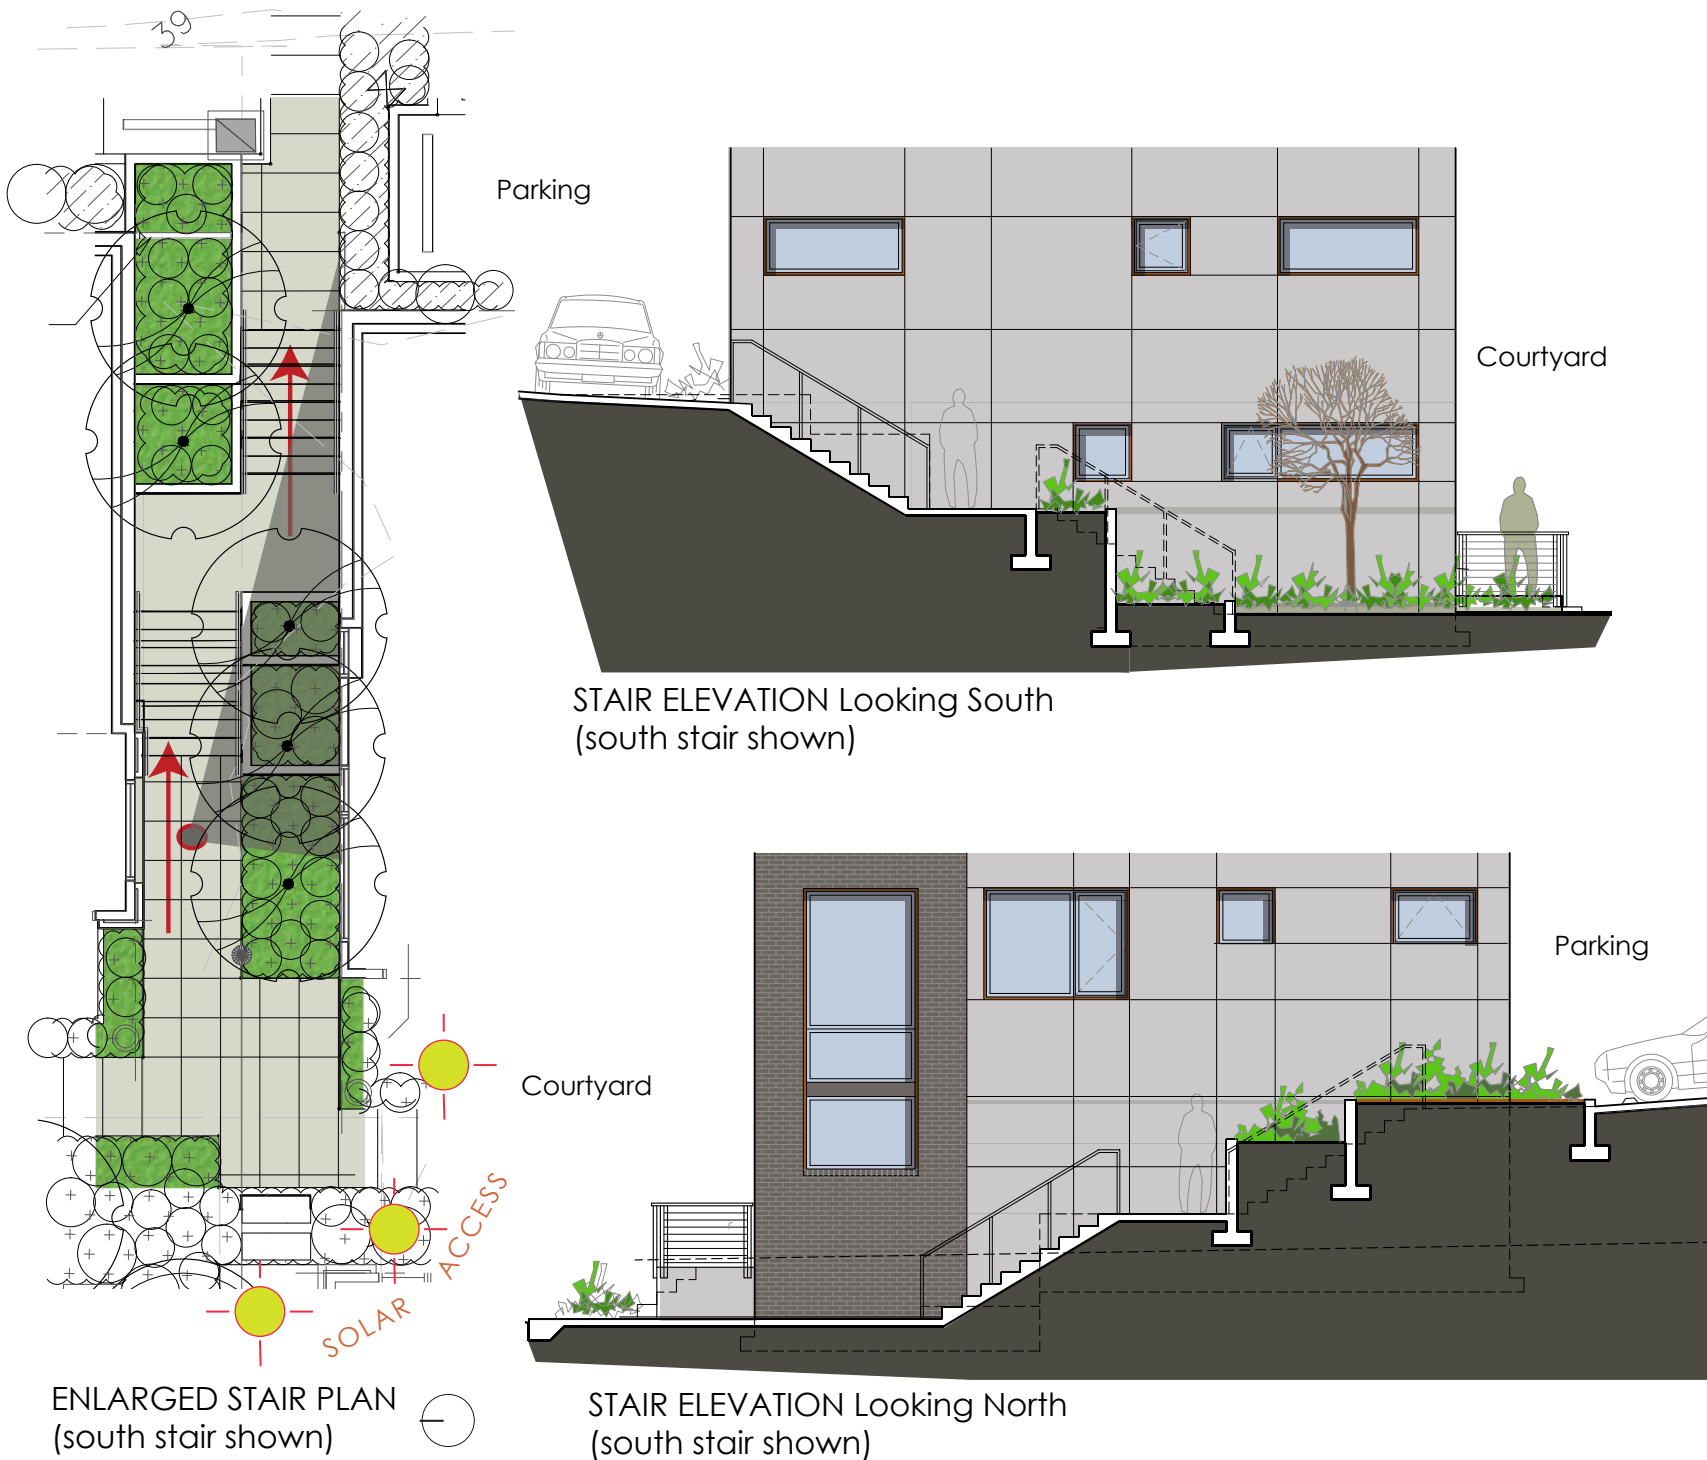 39
Parking
Courtyard
STAIR ELEVATION Looking South
(south stair shown)
Parking
Courtyard
SOLAR ACCESS
ENLARGED STAIR PLAN
(south stair shown)
STAIR ELEVATION Looking North
(south stair shown)